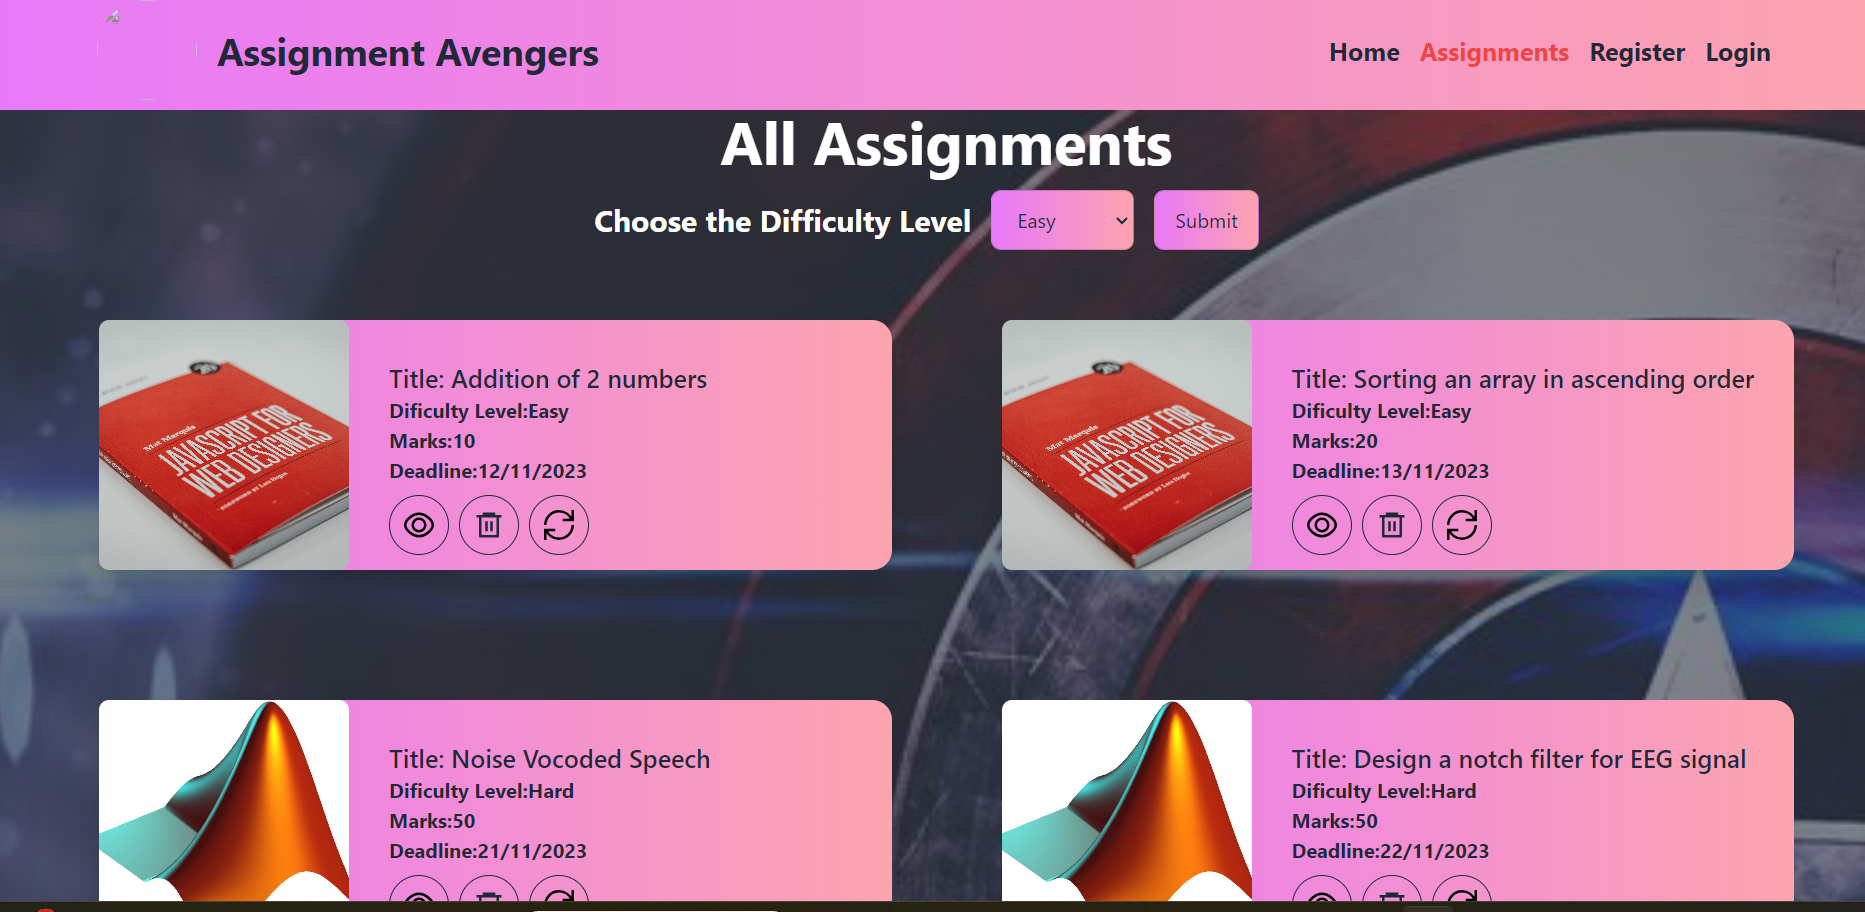 Assignment Avengers
Home Assignments Register Login
All Assignments
Choose the Difficulty Level Easy Submit
Mat Marquis
JAVASCRIPT FOR
WEB DESIGNERS
Title: Addition of 2 numbers
Dificulty Level:Easy
Marks:10
Deadline:12/11/2023
Mat Marquis
JAVASCRIPT FOR
WEB DESIGNERS
Title: Sorting an array in ascending order
Dificulty Level:Easy
Marks:20
Deadline:13/11/2023
Title: Noise Vocoded Speech
Dificulty Level:Hard
Marks:50
Deadline:21/11/2023
Title: Design a notch filter for EEG signal
Dificulty Level:Hard
Marks:50
Deadline:22/11/2023